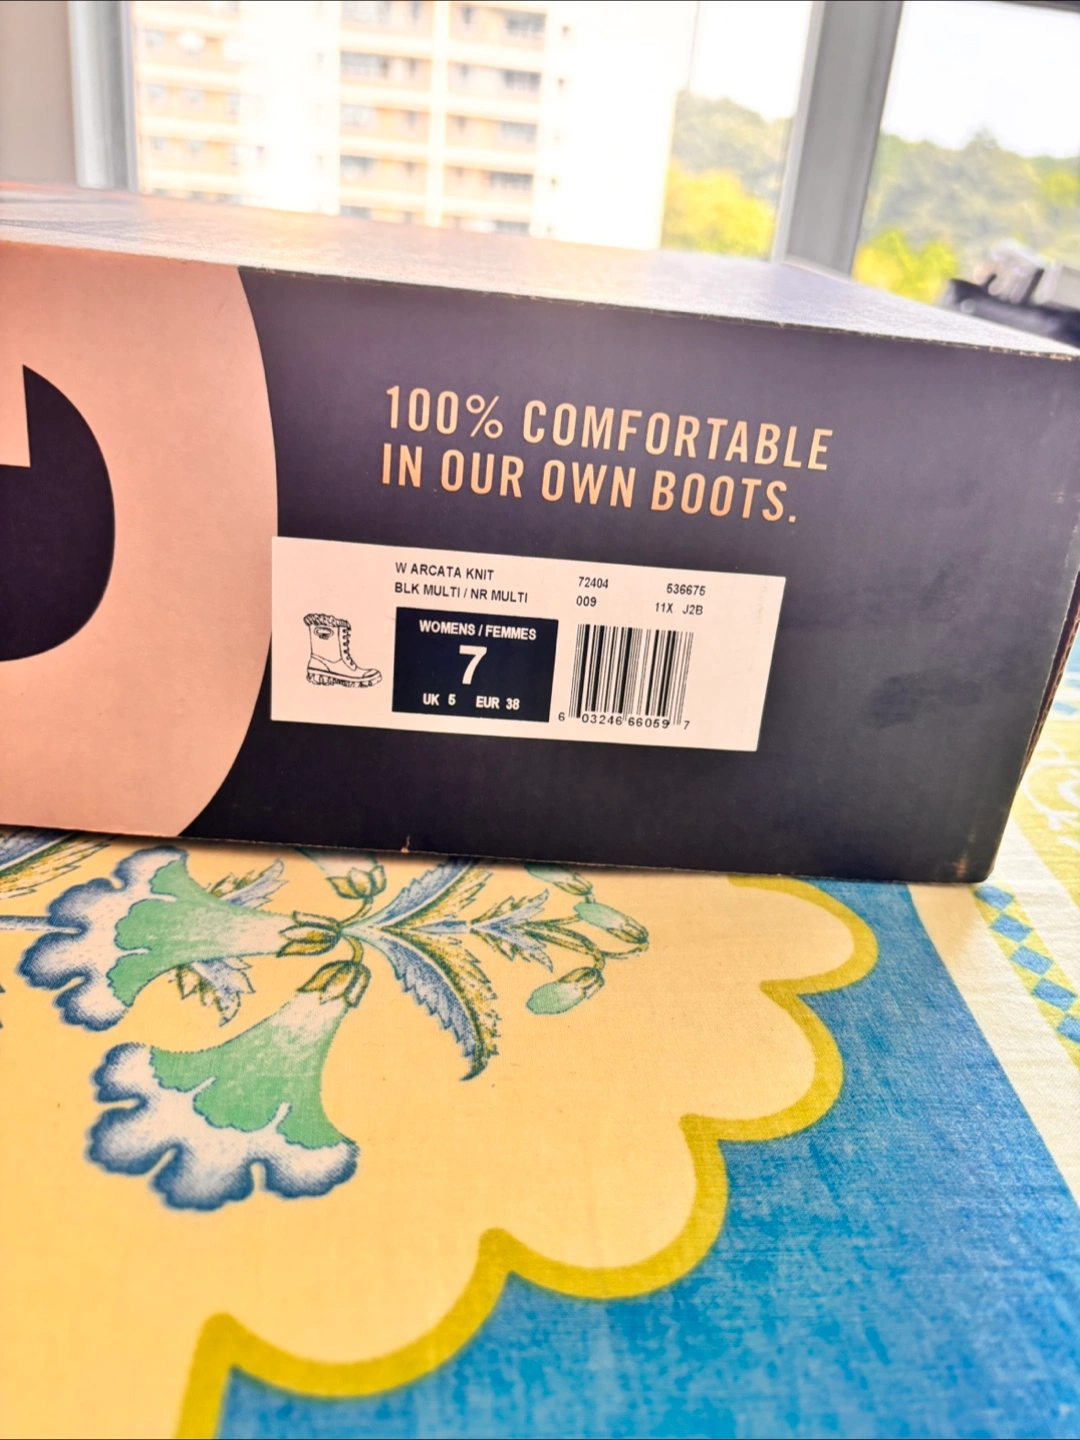 100% COMFORTABLE
IN OUR OWN BOOTS.
W ARCATA KNIT
BLK MULTI / NR MULTI
72404 536675
009 11X J2B
WOMENS / FEMMES
7
UK 5 EUR 38
6 03246 66059 7